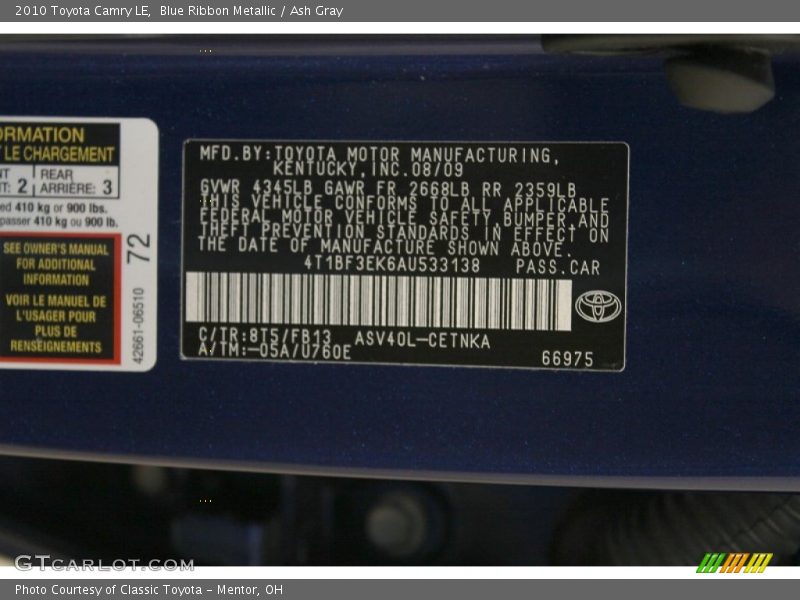 2010 Toyota Camry LE,  Blue Ribbon Metallic / Ash Gray
ORMATION
LE CHARGEMENT
NT
T: 2
REAR
ARRIÈRE: 3
ed 410 kg or 900 lbs.
passer 410 kg ou 900 lb.
SEE OWNER'S MANUAL
FOR ADDITIONAL
INFORMATION
VOIR LE MANUEL DE
L'USAGER POUR
PLUS DE
RENSEIGNEMENTS
72
42661-06510
MFD.BY:TOYOTA MOTOR MANUFACTURING,
KENTUCKY,INC.08/09
GVWR 4345LB GAWR FR 2668LB RR 2359LB
THIS VEHICLE CONFORMS TO ALL APPLICABLE
FEDERAL MOTOR VEHICLE SAFETY,BUMPER AND
THEFT PREVENTION STANDARDS IN EFFECT ON
THE DATE OF MANUFACTURE SHOWN ABOVE.
4T1BF3EK6AU533138 PASS.CAR
C/TR:8T5/FB13 ASV40L-CETNKA
A/TM:-05A/U760E
66975
GTcarlot.com
Photo Courtesy of Classic Toyota - Mentor, OH